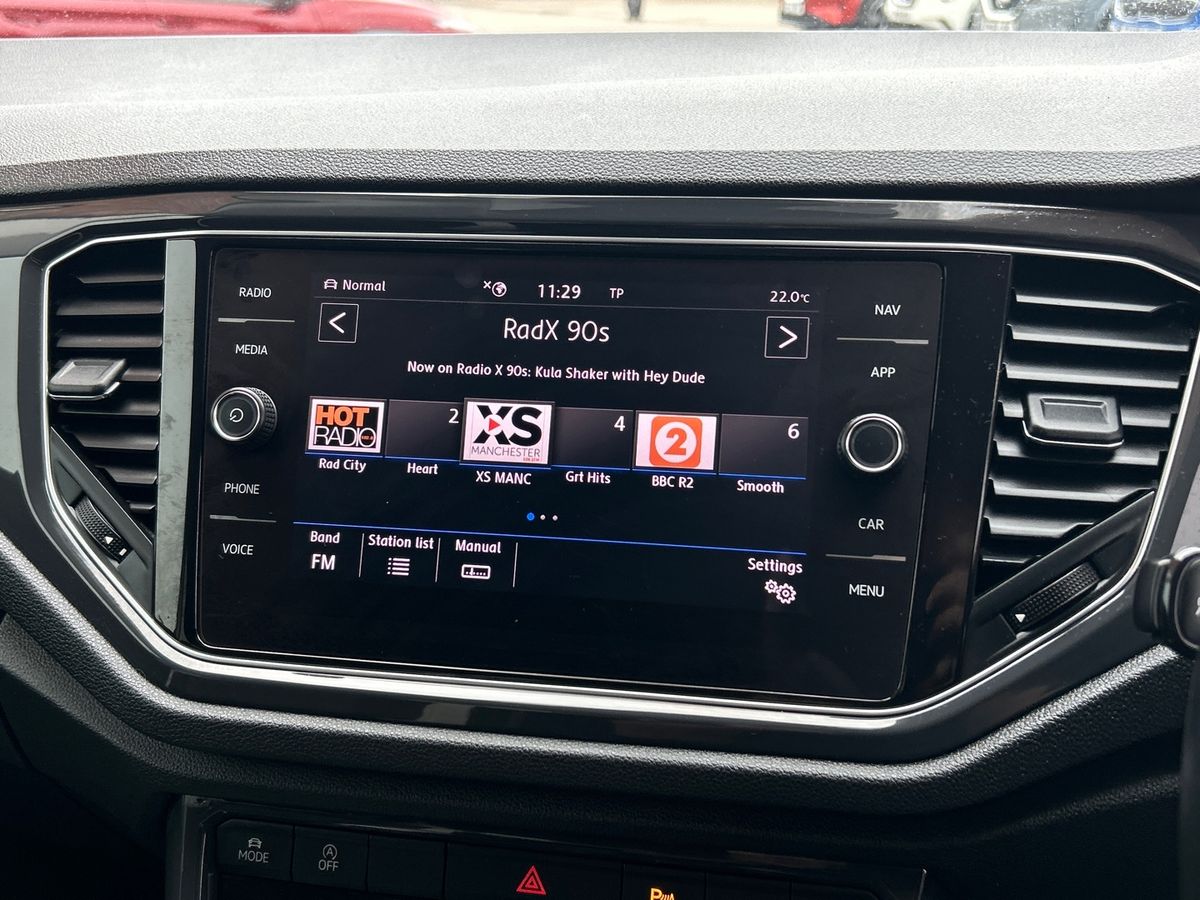 RADIO
MEDIA
PHONE
VOICE
Normal
11:29
TP
22.0°C
<
RadX 90s
>
Now on Radio X 90s: Kula Shaker with Hey Dude
HOT
RADIO
2
XS
MANCHESTER
4
2
6
Rad City
Heart
XS MANC
Grt Hits
BBC R2
Smooth
Band
FM
Station list
Manual
Settings
NAV
APP
CAR
MENU
MODE
A
OFF
P